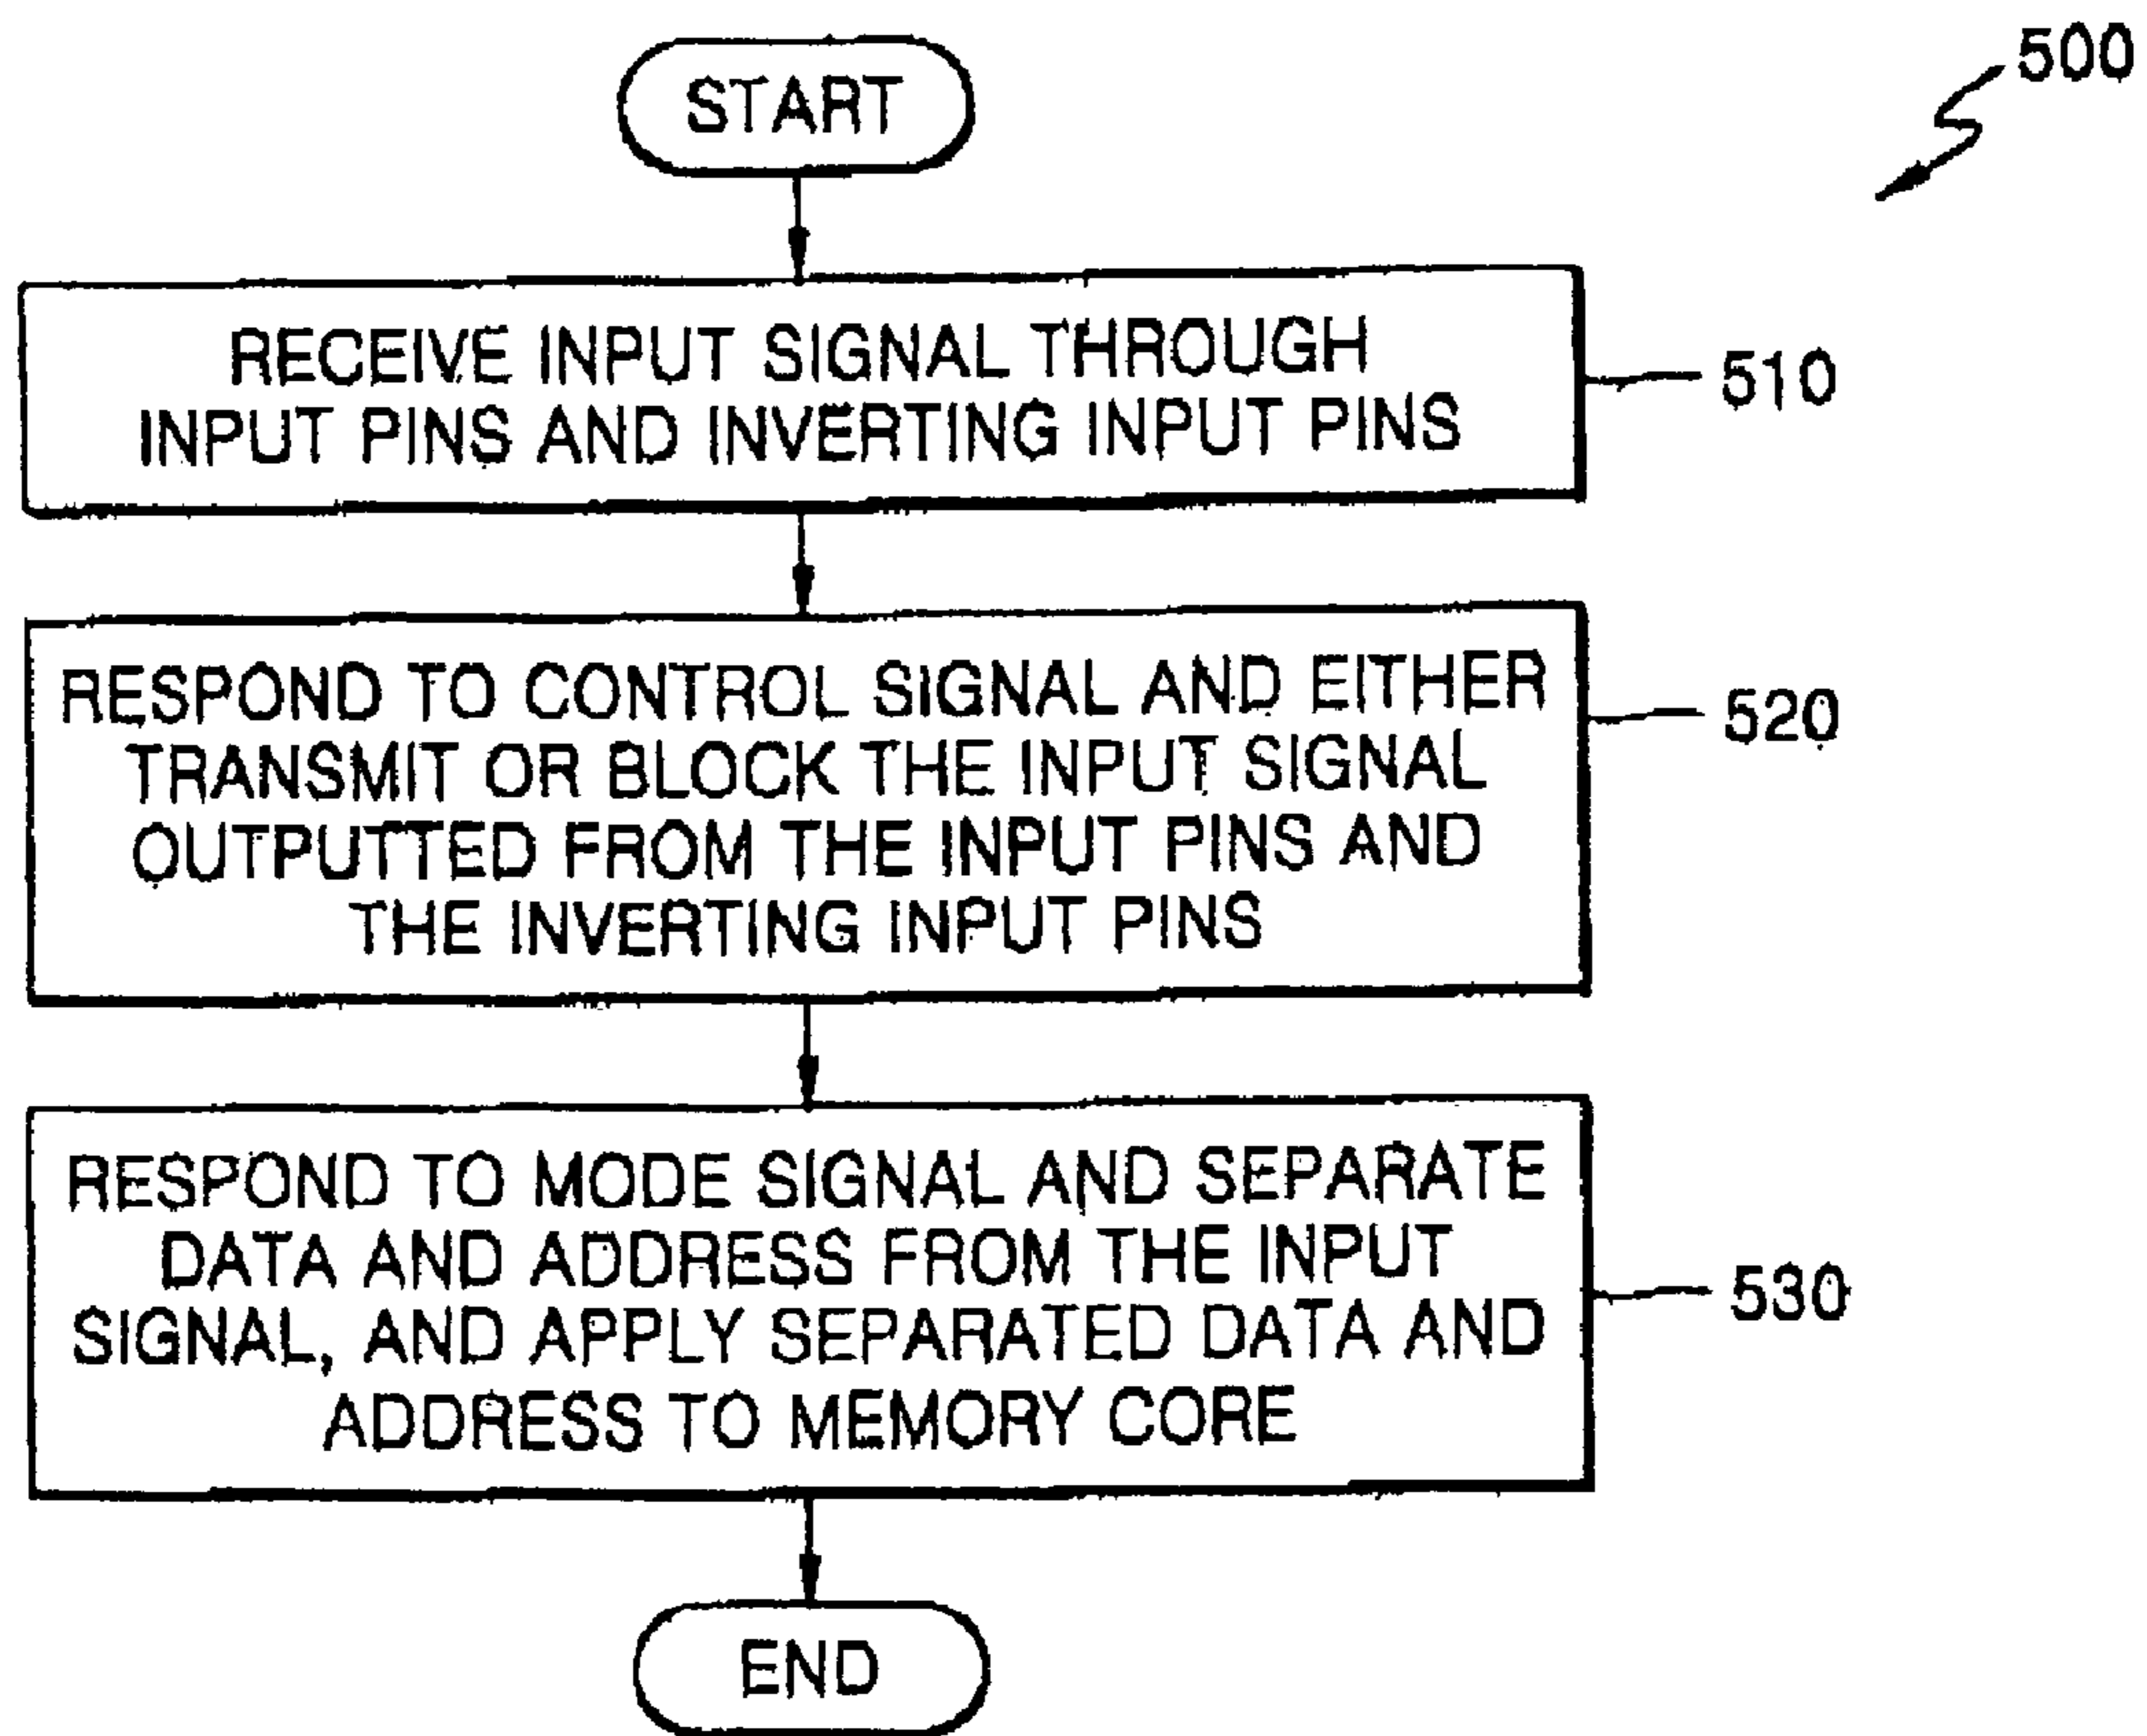 500
START
RECEIVE INPUT SIGNAL THROUGH
INPUT PINS AND INVERTING INPUT PINS
510
RESPOND TO CONTROL SIGNAL AND EITHER
TRANSMIT OR BLOCK THE INPUT SIGNAL
OUTPUTTED FROM THE INPUT PINS AND
THE INVERTING INPUT PINS
520
RESPOND TO MODE SIGNAL AND SEPARATE
DATA AND ADDRESS FROM THE INPUT
SIGNAL, AND APPLY SEPARATED DATA AND
ADDRESS TO MEMORY CORE
530
END